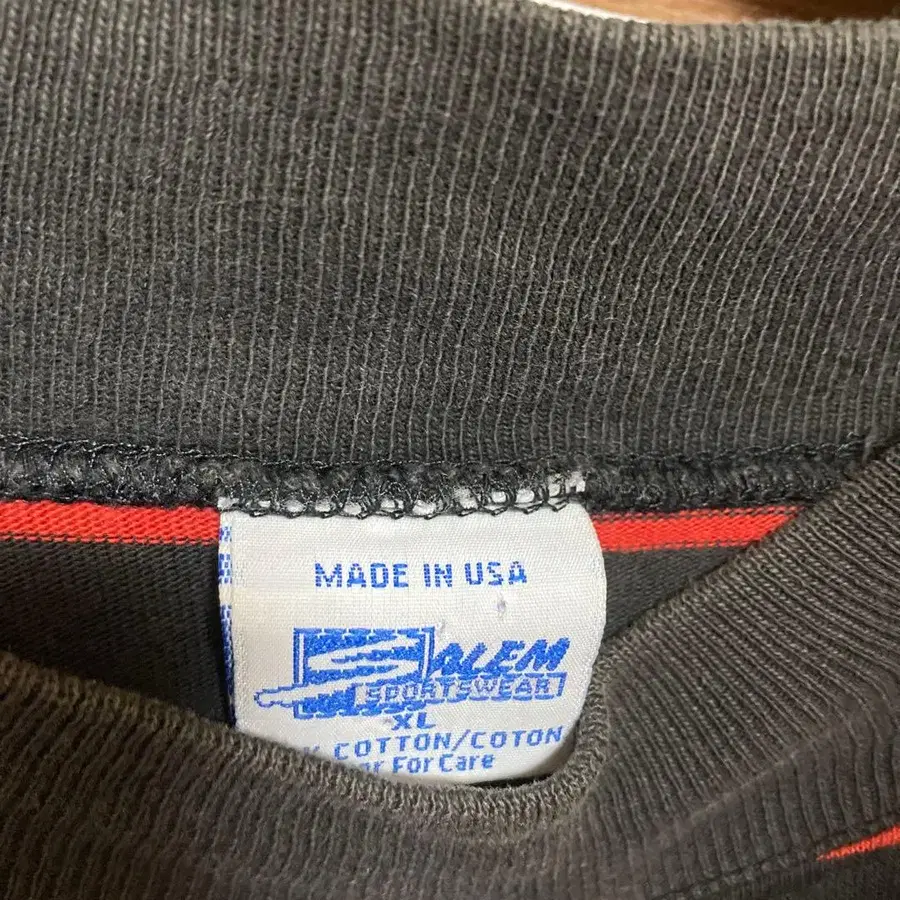 MADE IN USA
SALEM
SPORTSWEAR
XL
COTTON/COTON
For Care